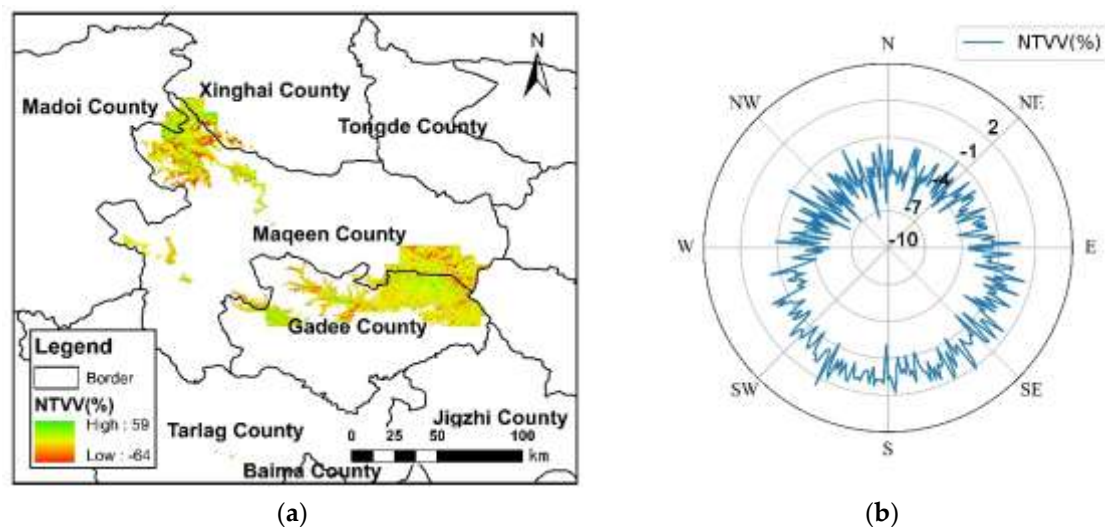 N
Xinghai County
Madoi County
Tongde County
Maqeen County
Gadee County
Legend
Border
NTVV(%)
High : 59
Low : -64
Tarlag County
Jigzhi County
Baima County
0 25 50 100
km
(a)
NTVV(%)
N
NW
NE
2
-1
-4
-7
-10
W
E
SW
SE
S
(b)